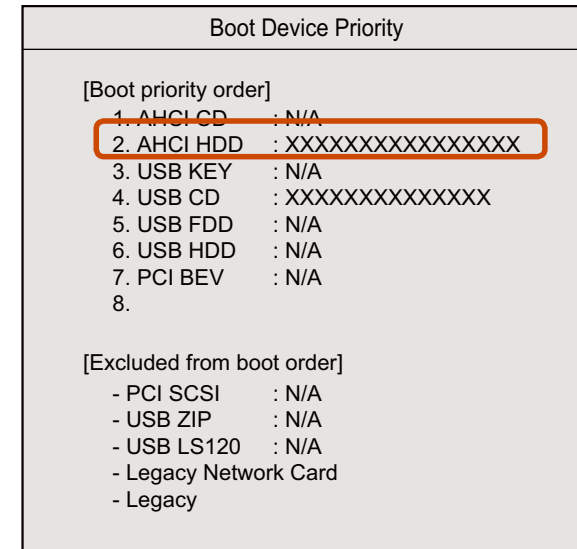 Boot Device Priority
[Boot priority order]
1. AHCI CD : N/A
2. AHCI HDD : XXXXXXXXXXXXXXXX
3. USB KEY : N/A
4. USB CD : XXXXXXXXXXXXXX
5. USB FDD : N/A
6. USB HDD : N/A
7. PCI BEV : N/A
8.
[Excluded from boot order]
- PCI SCSI : N/A
- USB ZIP : N/A
- USB LS120 : N/A
- Legacy Network Card
- Legacy